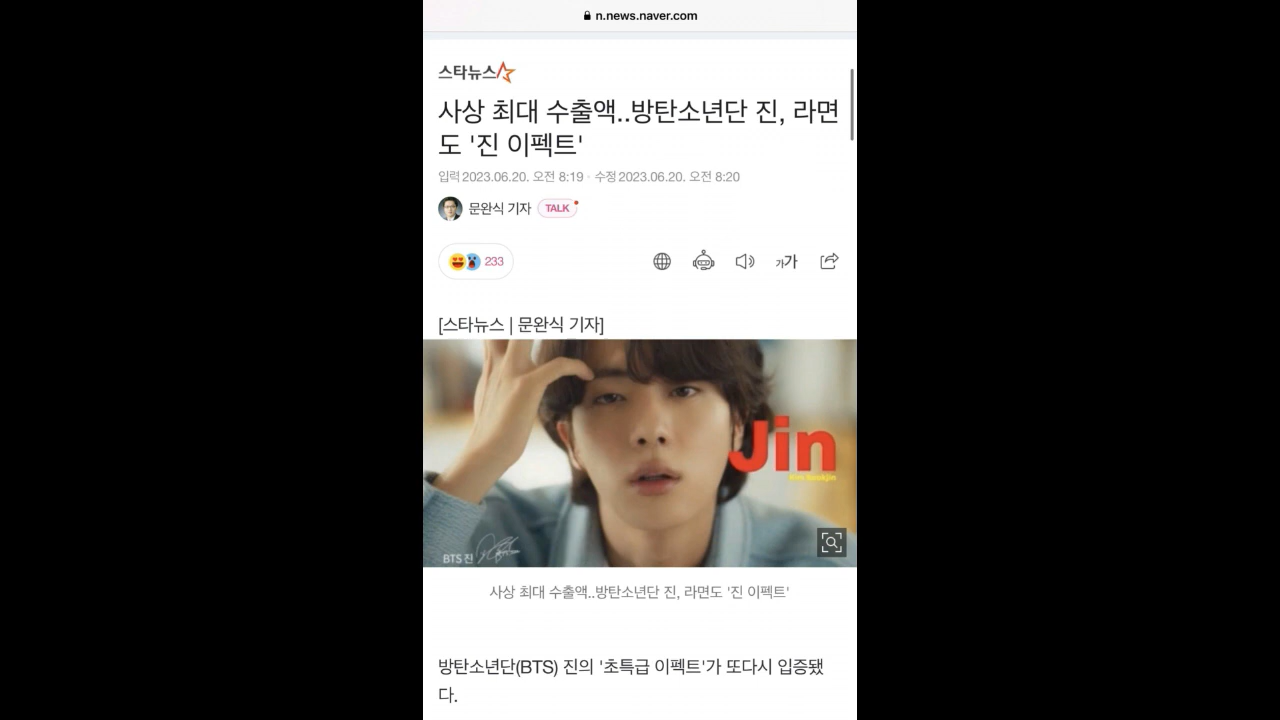 n.news.naver.com
스타뉴스
사상 최대 수출액..방탄소년단 진, 라면
도 '진 이펙트'
입력 2023.06.20. 오전 8:19 · 수정 2023.06.20. 오전 8:20
문완식 기자 TALK
233
가가
[스타뉴스 | 문완식 기자]
Jin
Kim Seokjin
BTS 진
사상 최대 수출액..방탄소년단 진, 라면도 '진 이펙트'
방탄소년단(BTS) 진의 '초특급 이펙트'가 또다시 입증됐
다.